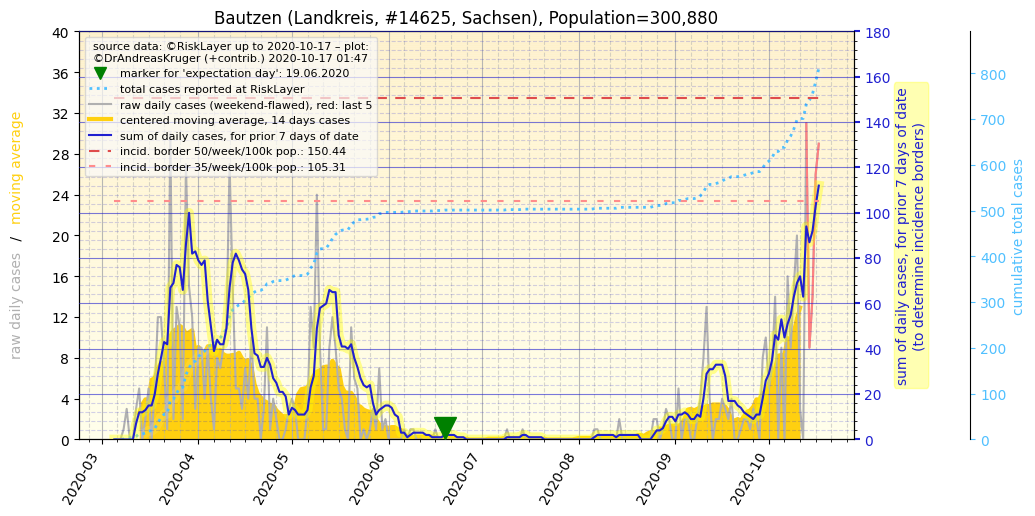 Bautzen (Landkreis, #14625, Sachsen), Population=300,880
source data: ©RiskLayer up to 2020-10-17 – plot:
©DrAndreasKruger (+contrib.) 2020-10-17 01:47
marker for 'expectation day': 19.06.2020
total cases reported at RiskLayer
raw daily cases (weekend-flawed), red: last 5
centered moving average, 14 days cases
sum of daily cases, for prior 7 days of date
incid. border 50/week/100k pop.: 150.44
incid. border 35/week/100k pop.: 105.31
raw daily cases / moving average
40
36
32
28
24
20
16
12
8
4
0
2020-03
2020-04
2020-05
2020-06
2020-07
2020-08
2020-09
2020-10
180
160
140
120
100
80
60
40
20
0
sum of daily cases, for prior 7 days of date
(to determine incidence borders)
800
700
600
500
400
300
200
100
0
cumulative total cases